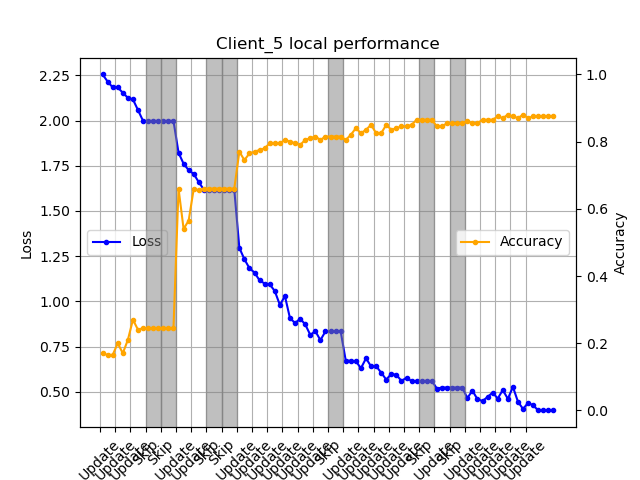 Client_5 local performance
2.25
2.00
1.75
1.50
1.25
1.00
0.75
0.50
Loss
Loss
Accuracy
1.0
0.8
0.6
0.4
0.2
0.0
Accuracy
Update
Update
Update
Skip
Skip
Update
Update
Skip
Skip
Update
Update
Update
Update
Update
Update
Skip
Update
Update
Update
Update
Update
Skip
Update
Skip
Update
Update
Update
Update
Update